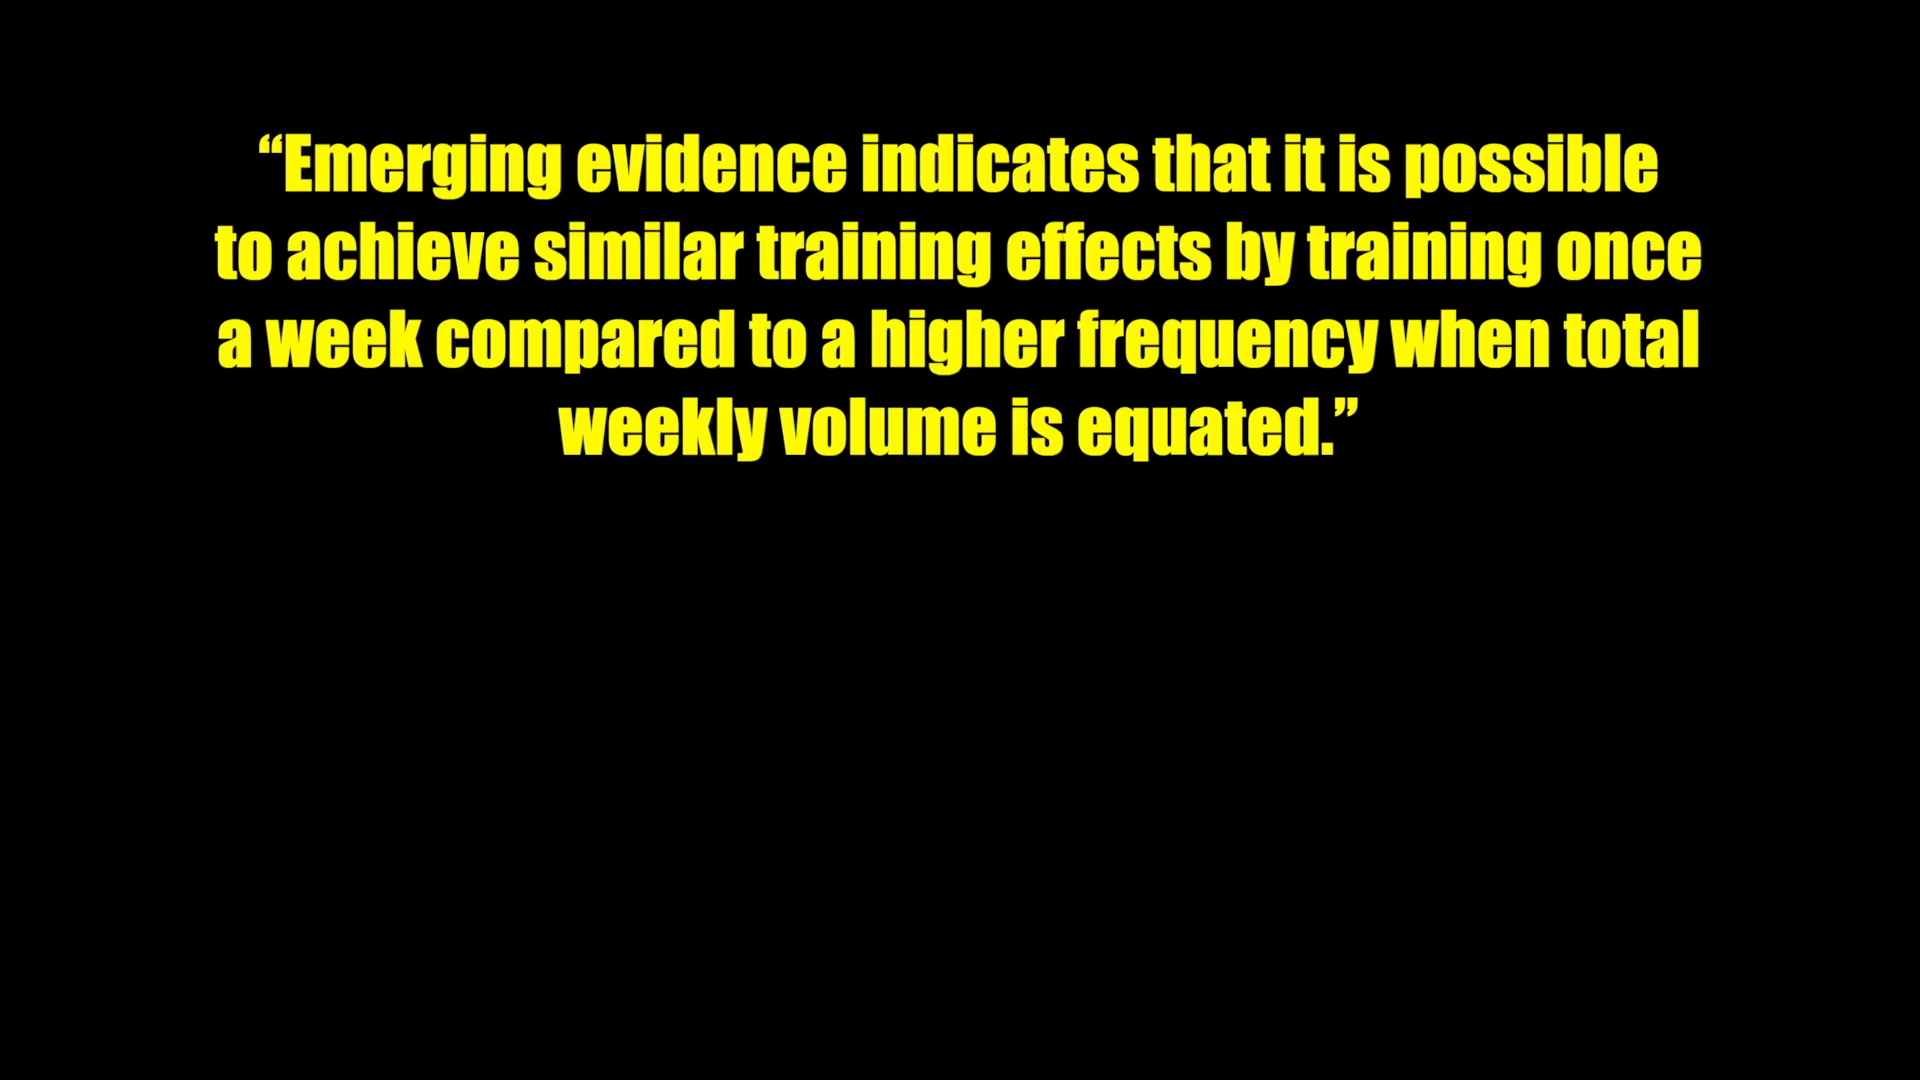 “Emerging evidence indicates that it is possible
to achieve similar training effects by training once
a week compared to a higher frequency when total
weekly volume is equated.”